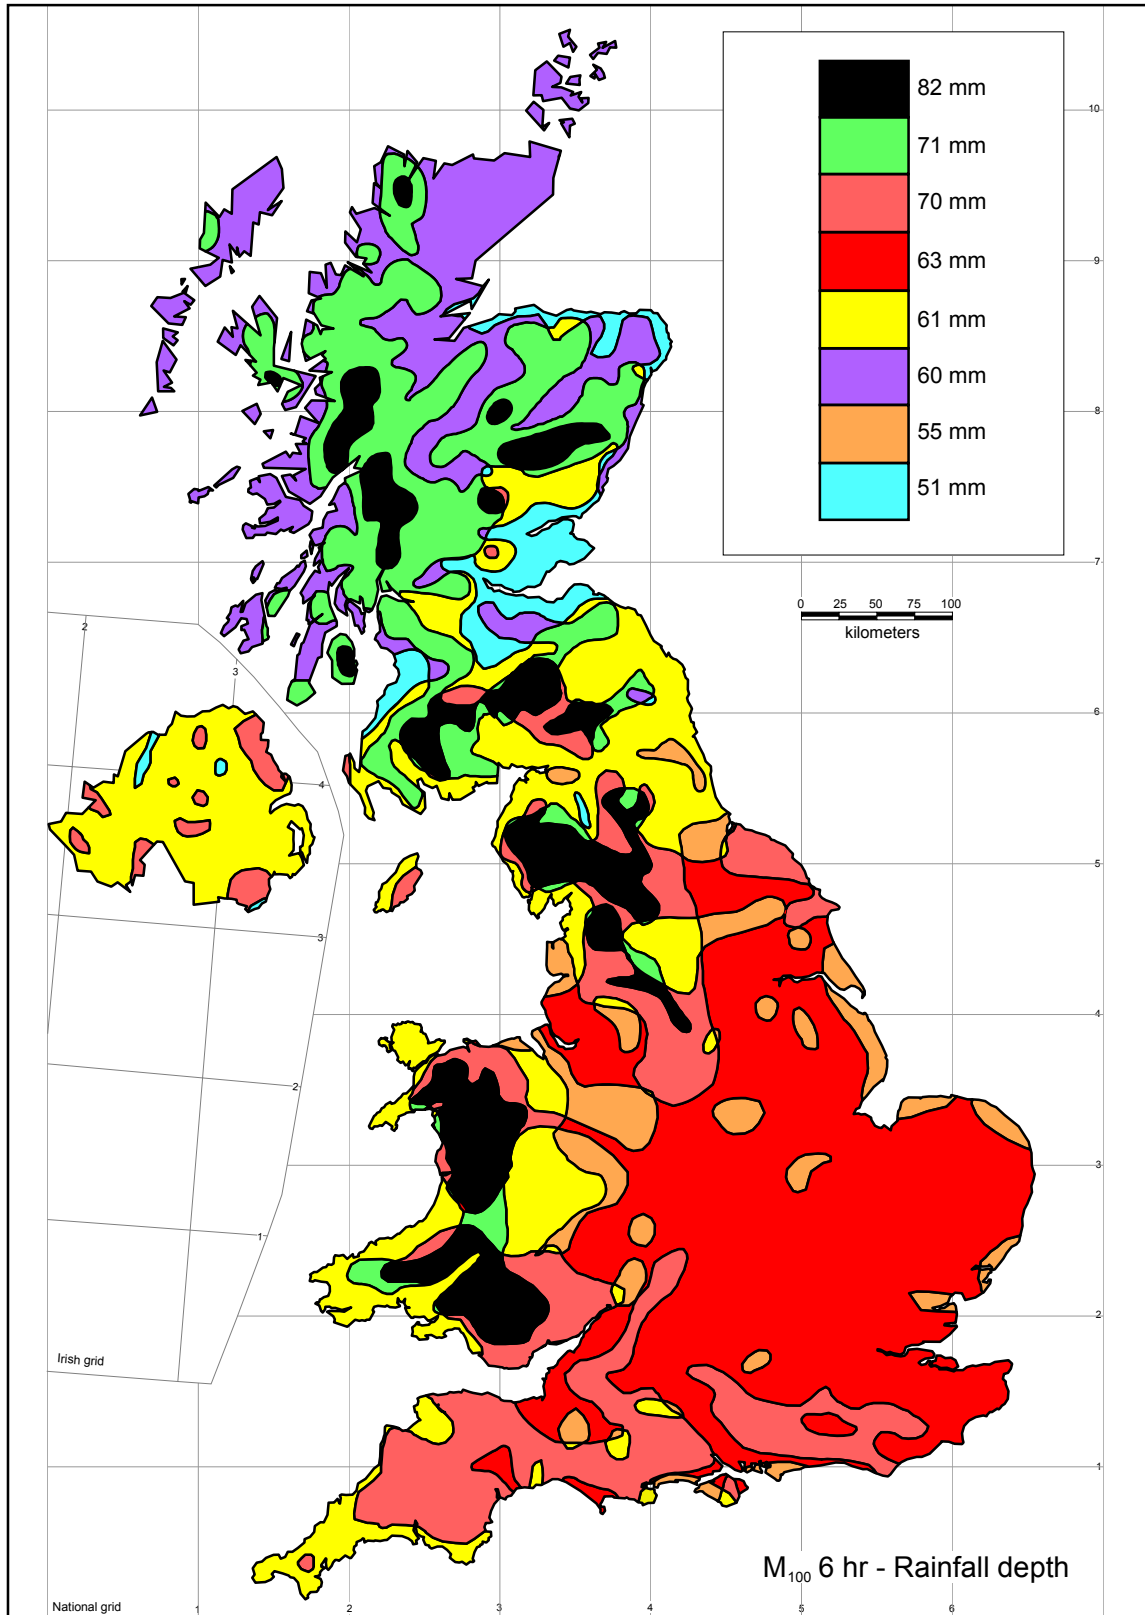 82 mm
71 mm
70 mm
63 mm
61 mm
60 mm
55 mm
51 mm
10
9
8
7
0 25 50 75 100
kilometers
2
3
6
4
5
3
4
2
3
1
2
Irish grid
1
M100 6 hr - Rainfall depth
National grid
1 2 3 4 5 6